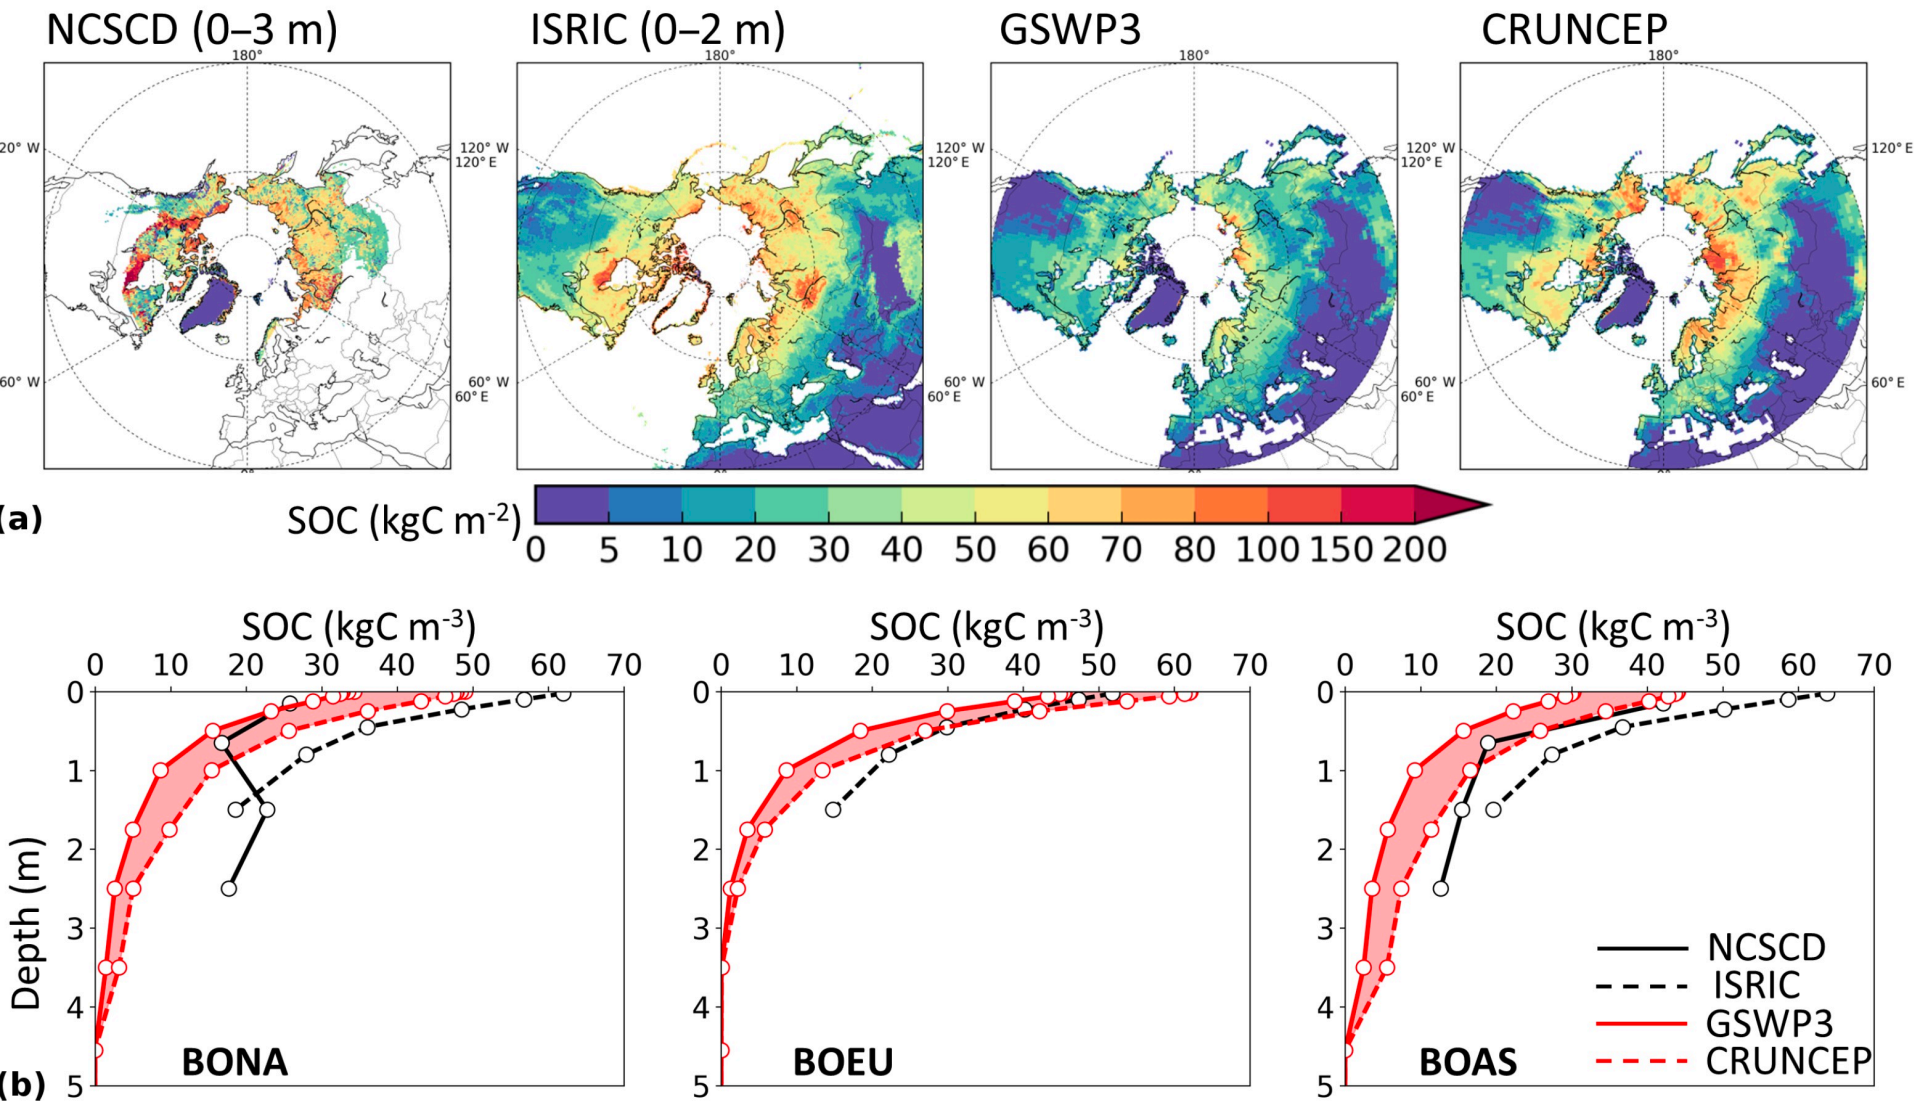 NCSCD (0–3 m) ISRIC (0–2 m) GSWP3 CRUNCEP
180° 180° 180° 180°
20° W 120° W 120° W 120° W 120° E
120° E 120° E 120° E
60° W 60° W 60° W 60° E
60° E 60° E 60° E
(a) SOC (kgC m-2)
0 5 10 20 30 40 50 60 70 80 100 150 200
SOC (kgC m-3) SOC (kgC m-3) SOC (kgC m-3)
0 10 20 30 40 50 60 70 0 10 20 30 40 50 60 70 0 10 20 30 40 50 60 70
0 0 0
1 1 1
2 2 2
3 3 3
4 4 4
5 5 5
Depth (m)
NCSCD
ISRIC
GSWP3
CRUNCEP
(b) BONA BOEU BOAS